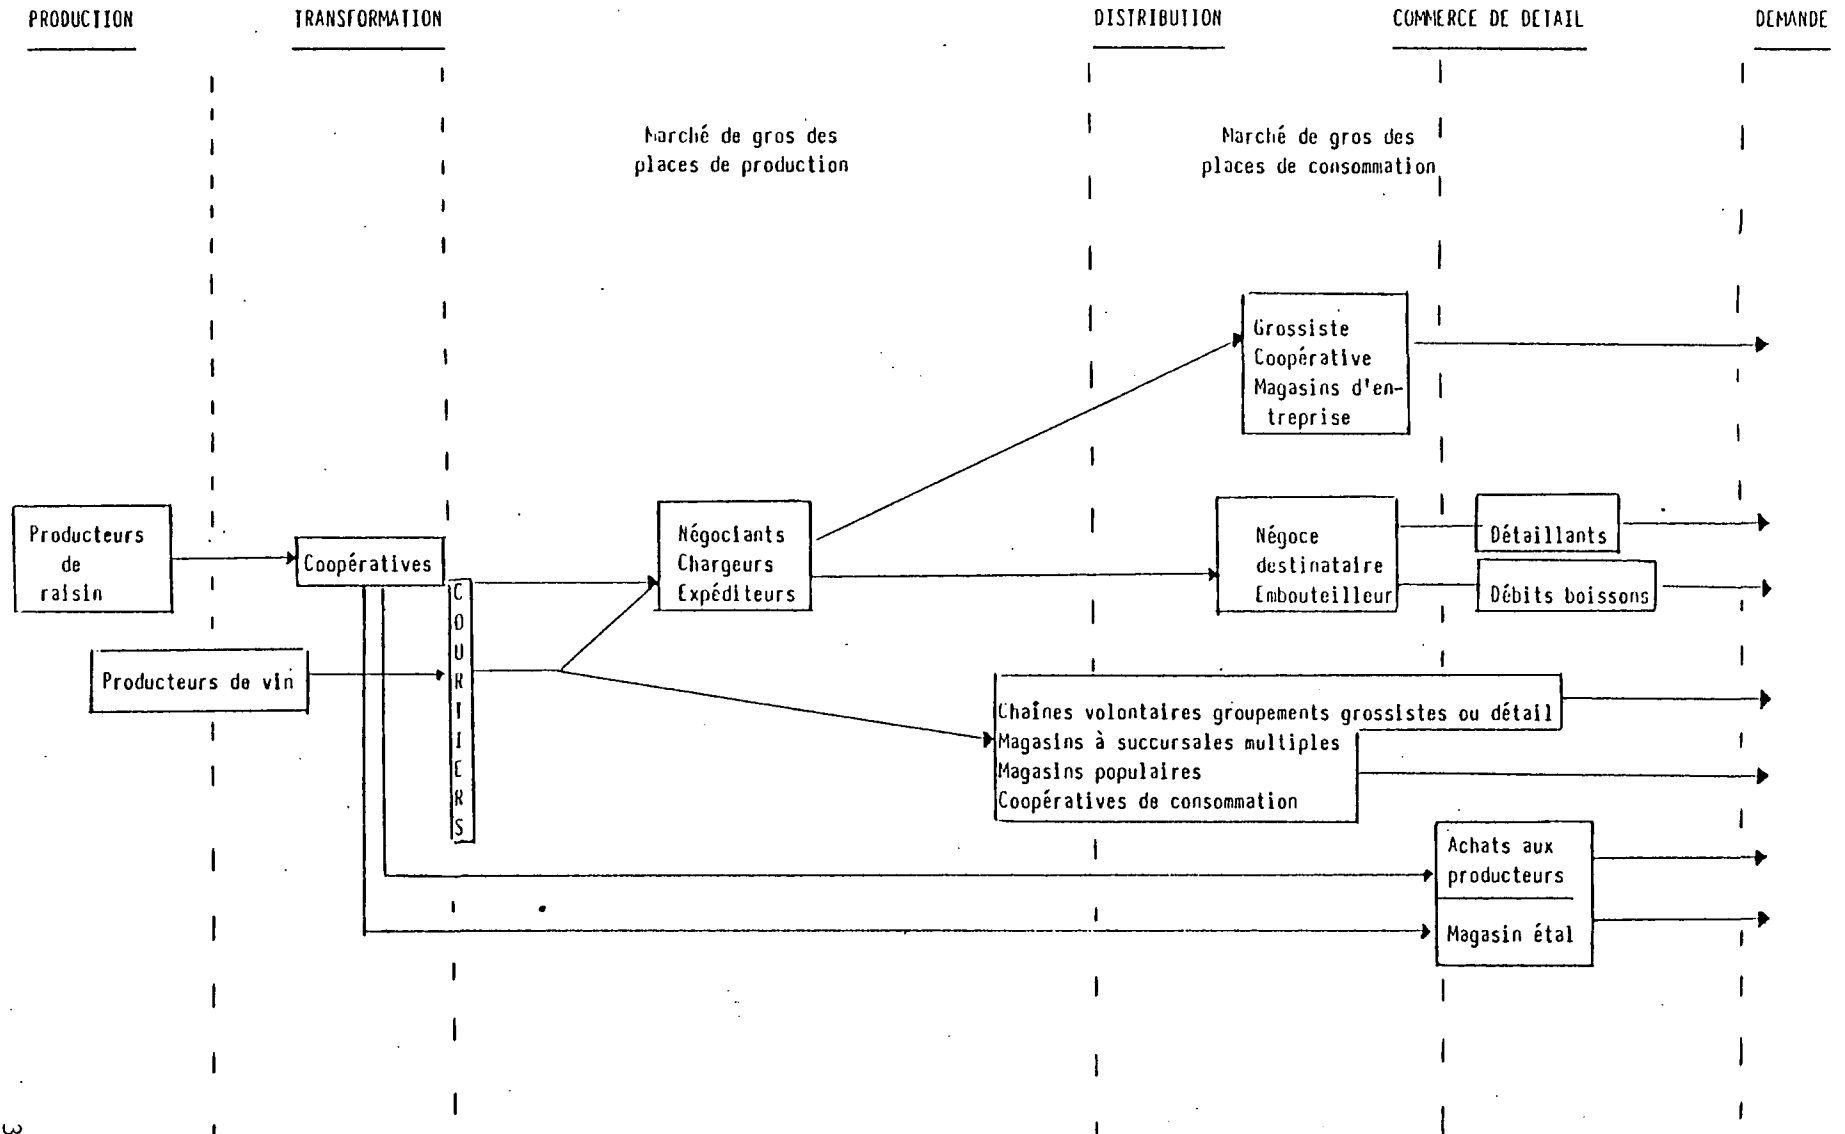 PRODUCTION
TRANSFORMATION
DISTRIBUTION
COMMERCE DE DETAIL
DEMANDE
Marché de gros des
places de production
Marché de gros des
places de consommation
Grossiste
Coopérative
Magasins d'en-
treprise
Producteurs
de
raisin
Coopératives
Négociants
Chargeurs
Expéditeurs
Négoce
destinataire
Embouteilleur
Détaillants
Débits boissons
Producteurs de vin
COURTIERS
Chaînes volontaires groupements grossistes ou détail
Magasins à succursales multiples
Magasins populaires
Coopératives de consommation
Achats aux
producteurs
Magasin étal
3